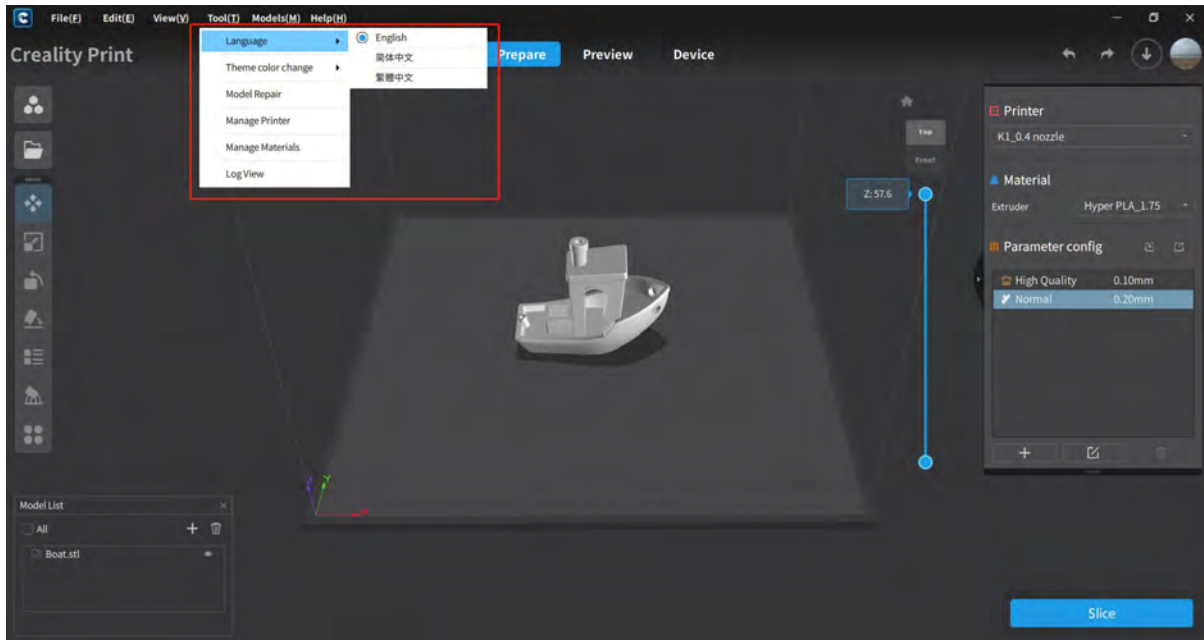 File(F) Edit(E) View(V) Tool(T) Models(M) Help(H)
Creality Print
Prepare Preview Device
Language
English
简体中文
繁體中文
Theme color change
Model Repair
Manage Printer
Manage Materials
Log View
Top
Front
Z: 57.6
Printer
K1_0.4 nozzle
Material
Extruder Hyper PLA_1.75
Parameter config
High Quality 0.10mm
Normal 0.20mm
Model List
All
Boat.stl
Slice